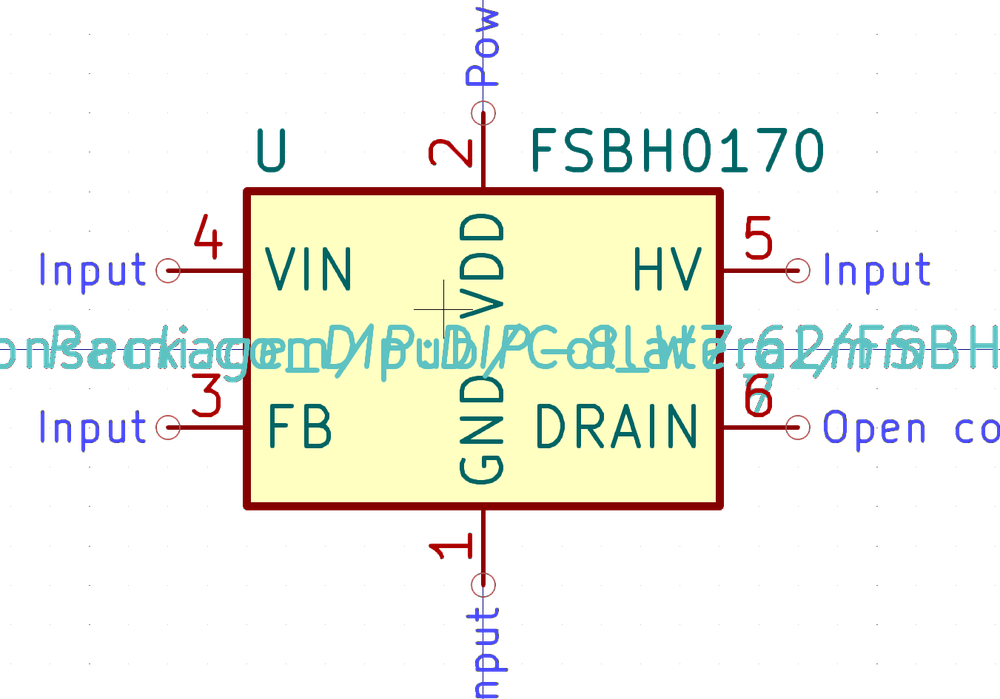 Pow
U
FSBH0170
2
4
5
Input
VIN
VDD
HV
Input
3
6
7
Input
FB
GND
DRAIN
Open co
1
nput